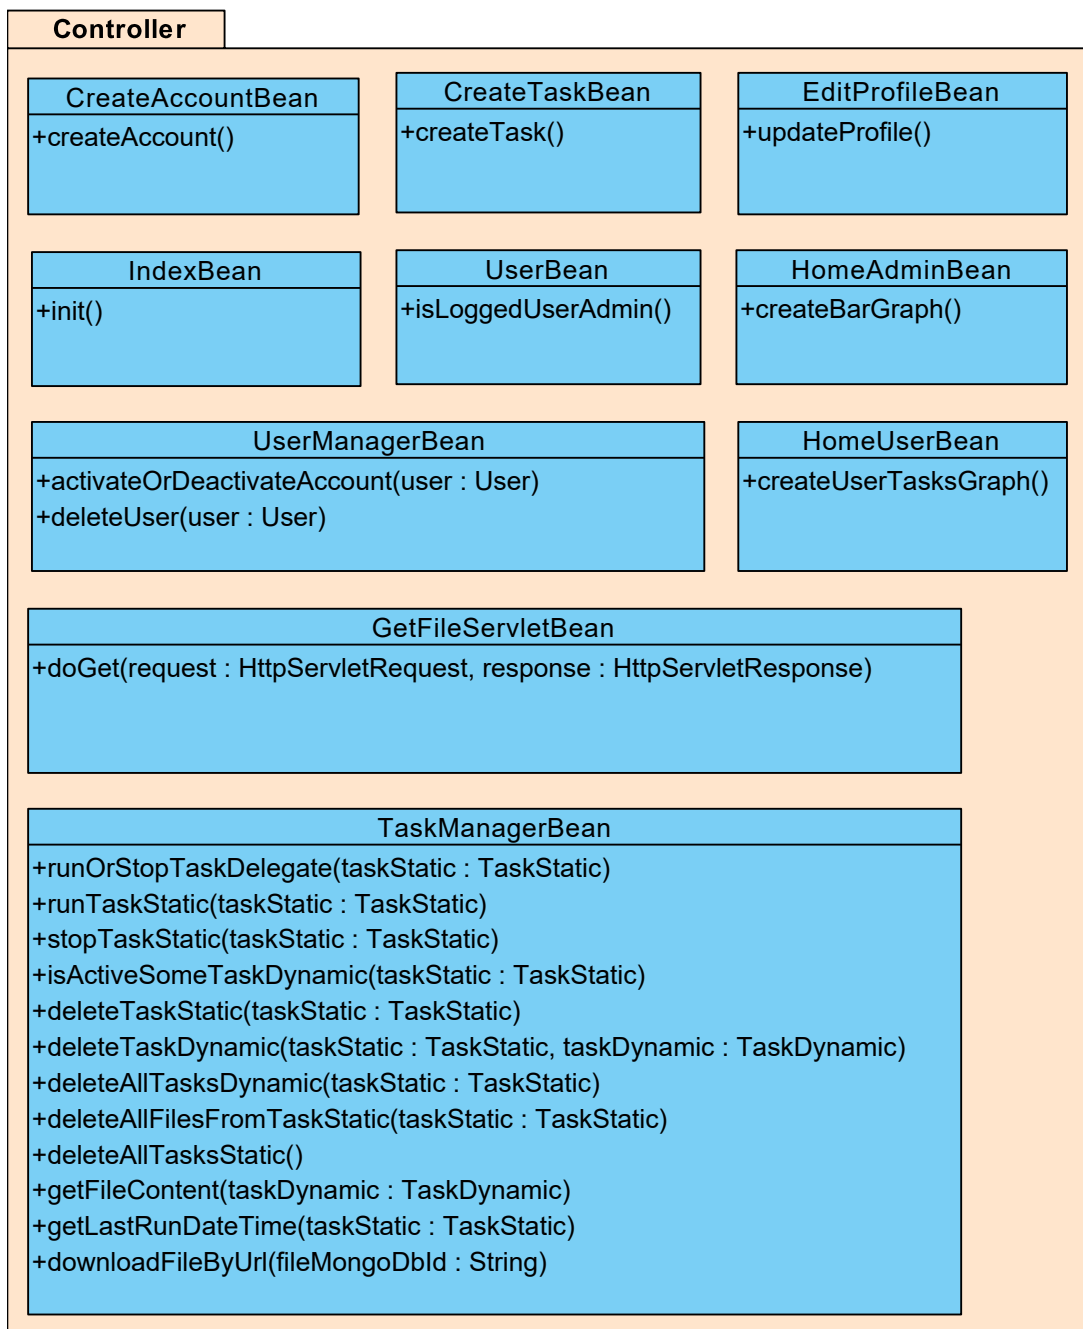 Controller
CreateAccountBean
+createAccount()
CreateTaskBean
+createTask()
EditProfileBean
+updateProfile()
IndexBean
+init()
UserBean
+isLoggedUserAdmin()
HomeAdminBean
+createBarGraph()
UserManagerBean
+activateOrDeactivateAccount(user : User)
+deleteUser(user : User)
HomeUserBean
+createUserTasksGraph()
GetFileServletBean
+doGet(request : HttpServletRequest, response : HttpServletResponse)
TaskManagerBean
+runOrStopTaskDelegate(taskStatic : TaskStatic)
+runTaskStatic(taskStatic : TaskStatic)
+stopTaskStatic(taskStatic : TaskStatic)
+isActiveSomeTaskDynamic(taskStatic : TaskStatic)
+deleteTaskStatic(taskStatic : TaskStatic)
+deleteTaskDynamic(taskStatic : TaskStatic, taskDynamic : TaskDynamic)
+deleteAllTasksDynamic(taskStatic : TaskStatic)
+deleteAllFilesFromTaskStatic(taskStatic : TaskStatic)
+deleteAllTasksStatic()
+getFileContent(taskDynamic : TaskDynamic)
+getLastRunDateTime(taskStatic : TaskStatic)
+downloadFileByUrl(fileMongoDbId : String)